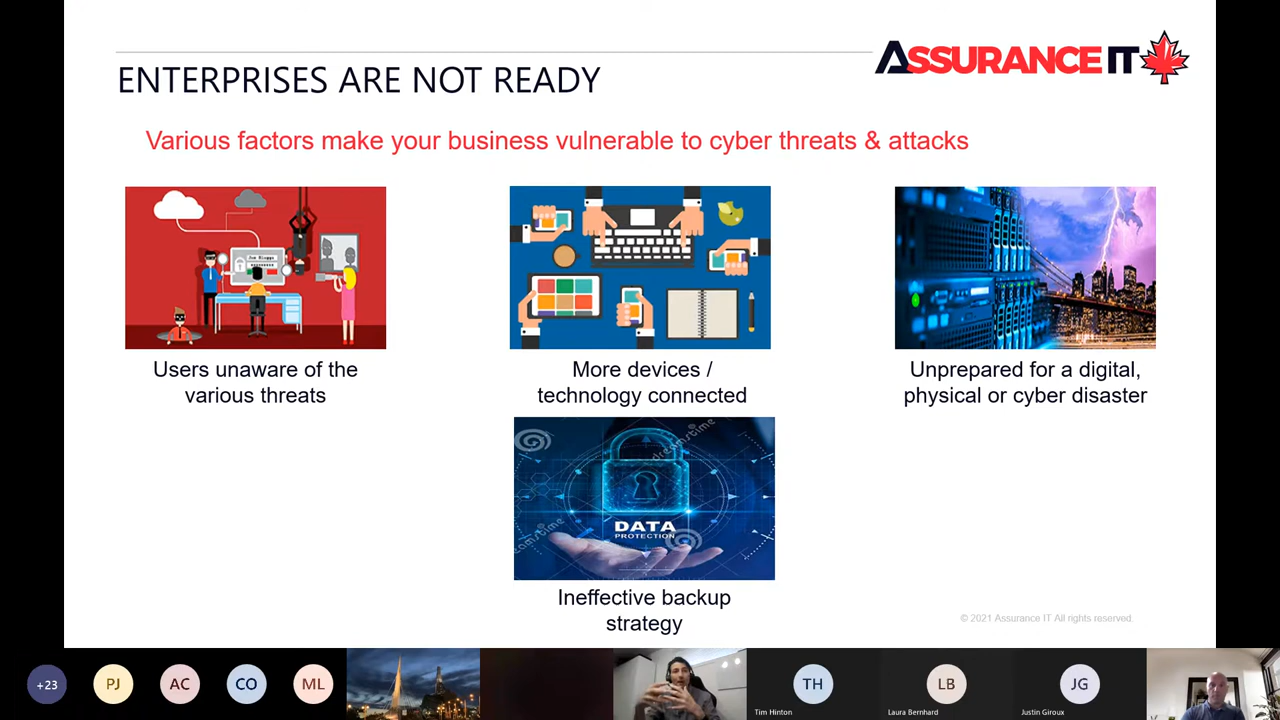 ASSURANCE IT
ENTERPRISES ARE NOT READY
Various factors make your business vulnerable to cyber threats & attacks
Users unaware of the
various threats
More devices /
technology connected
Unprepared for a digital,
physical or cyber disaster
dreamstime
DATA
PROTECTION
Ineffective backup
strategy
© 2021 Assurance IT All rights reserved.
+23
PJ
AC
CO
ML
TH
Tim Hinton
LB
Laura Bernhard
JG
Justin Giroux